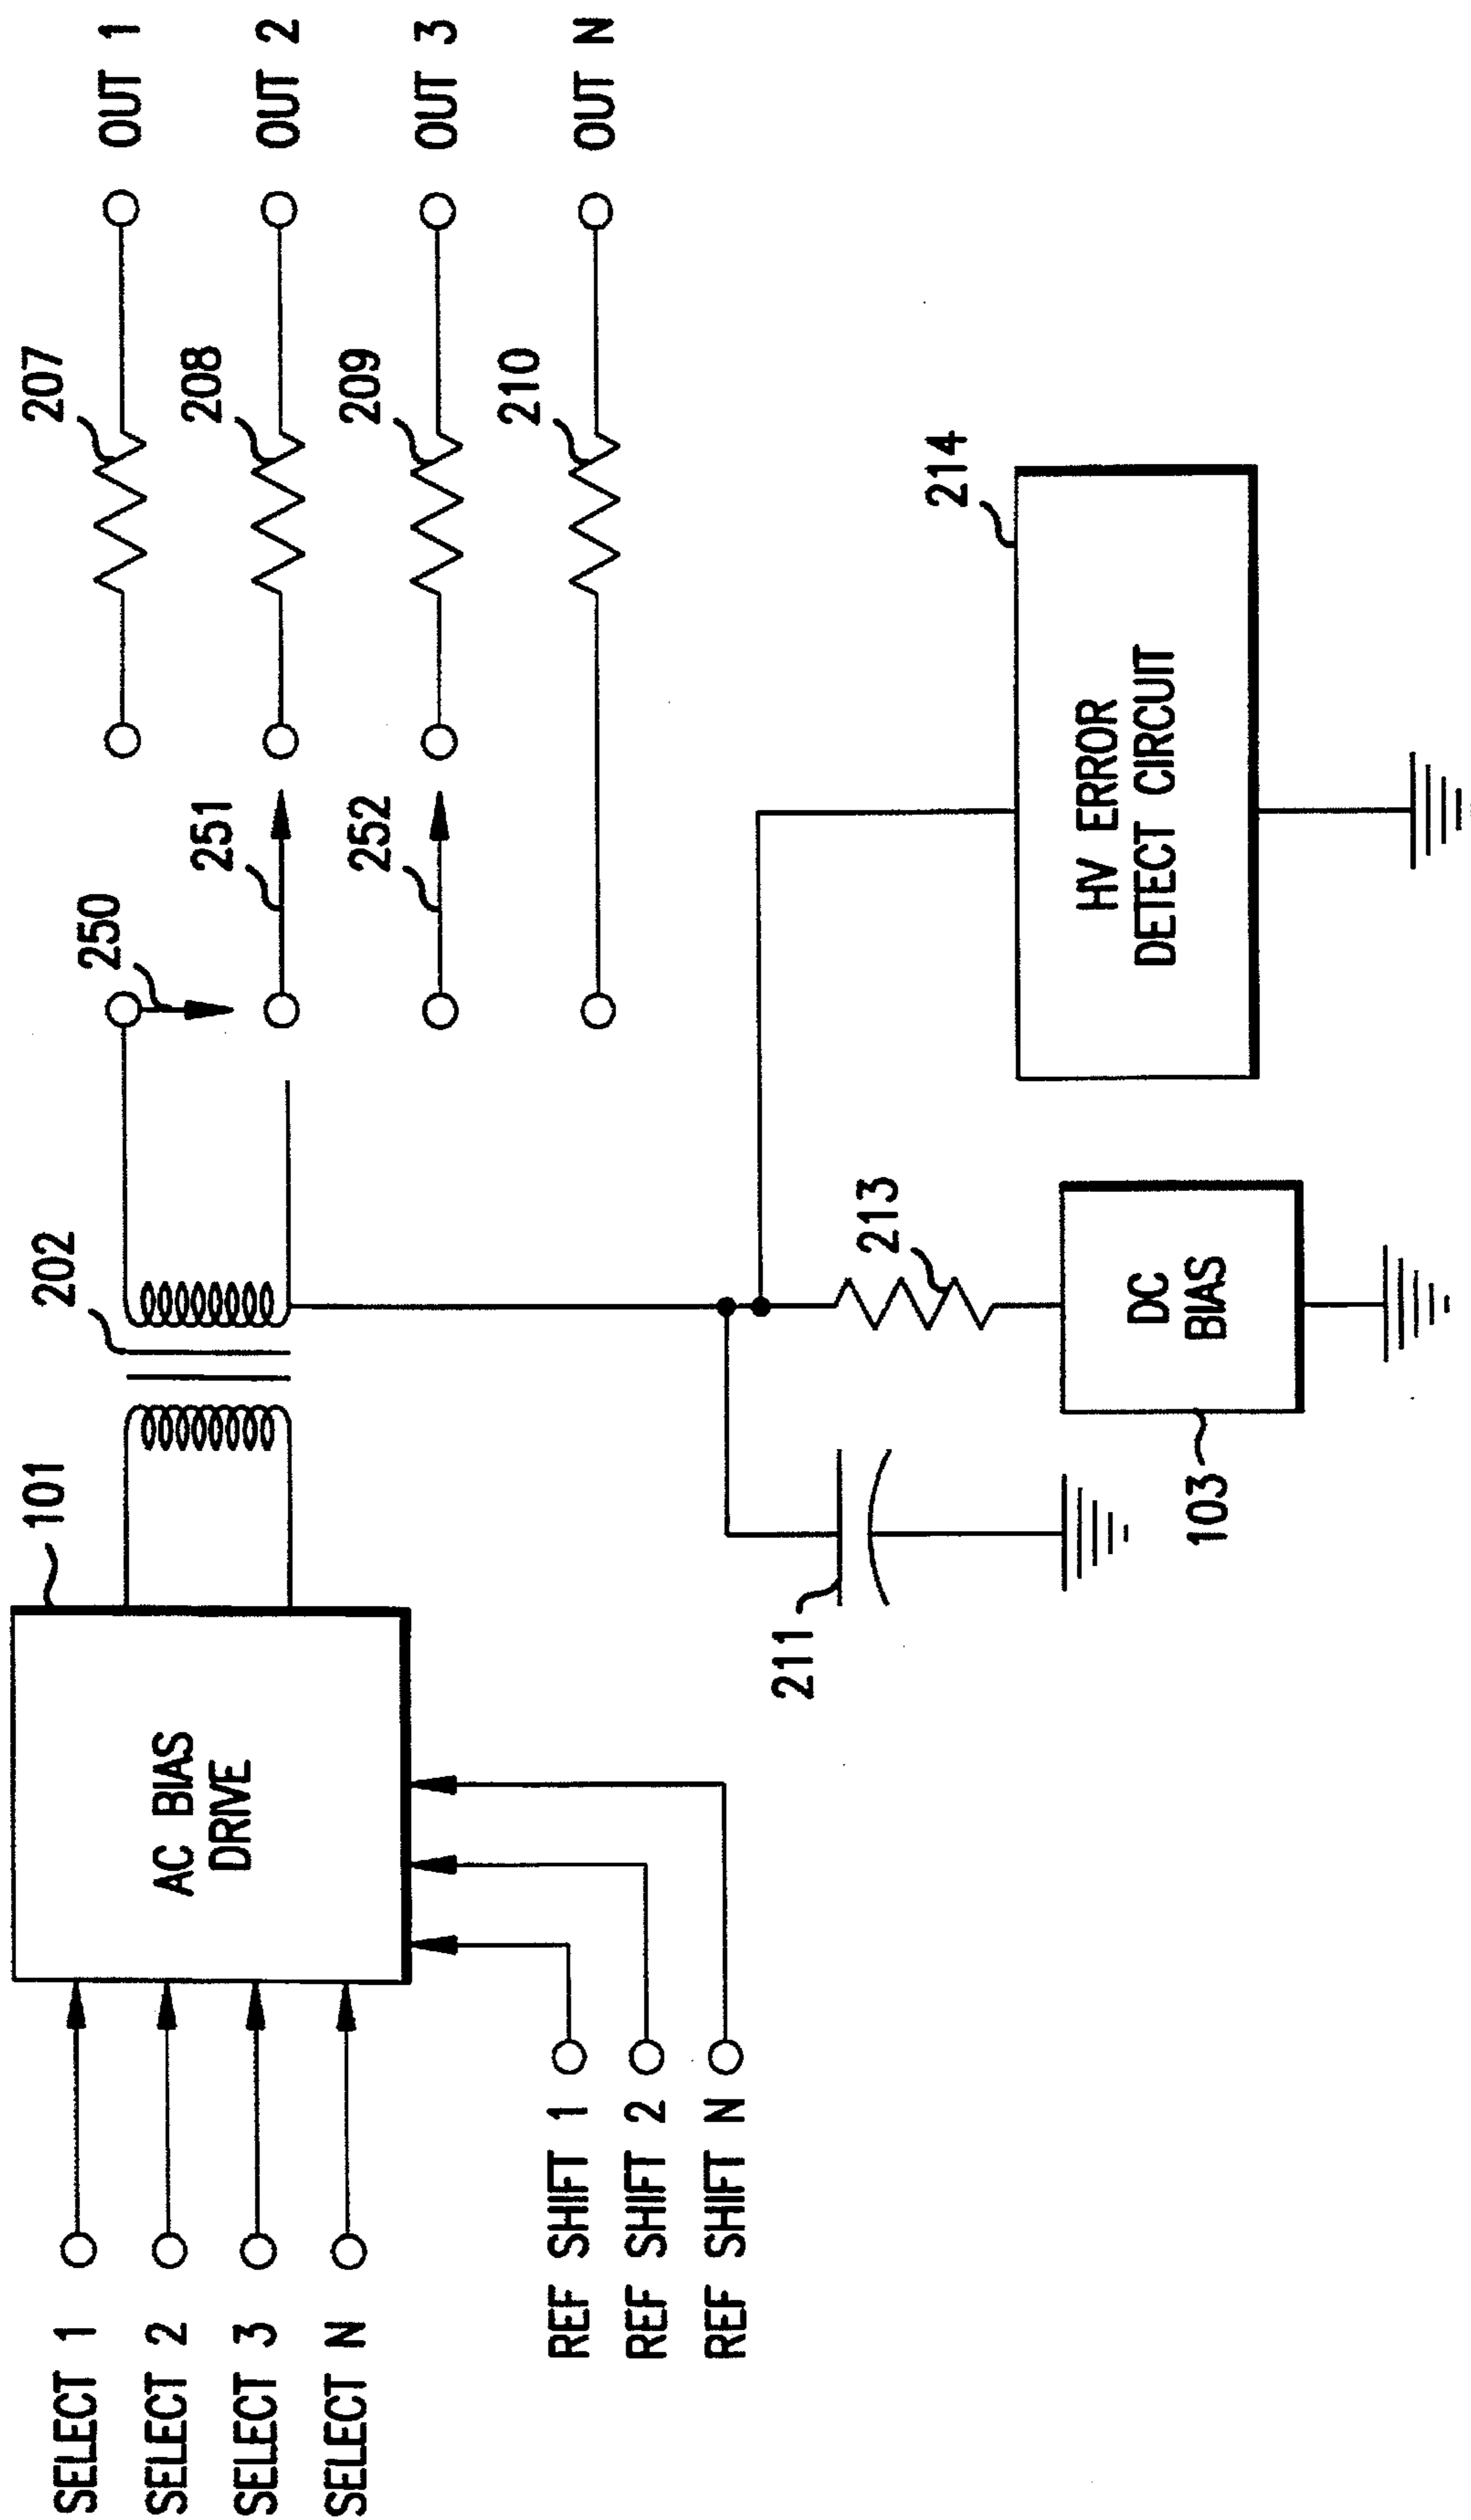 SELECT 1
SELECT 2
SELECT 3
SELECT N
REF SHIFT 1
REF SHIFT 2
REF SHIFT N
101
AC BIAS
DRIVE
202
211
213
DC
BIAS
103
250
251
252
207
208
209
210
OUT 1
OUT 2
OUT 3
OUT N
214
HV ERROR
DETECT CIRCUIT